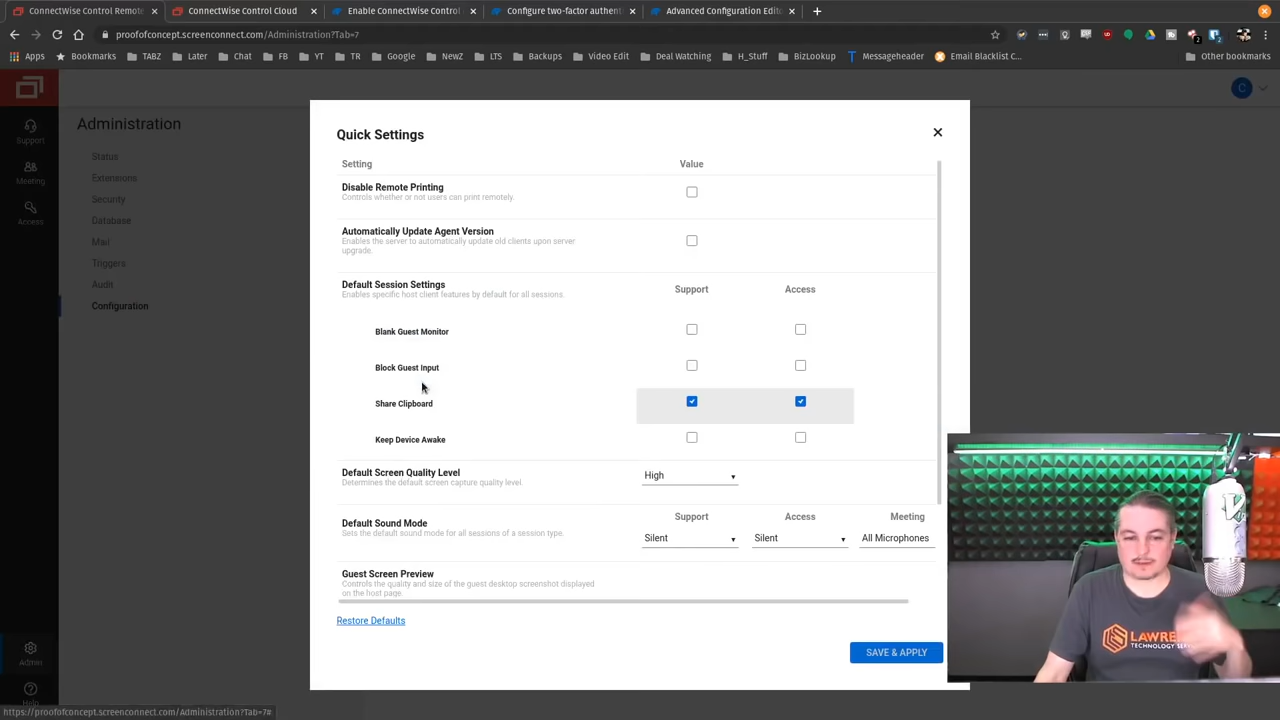 ConnectWise Control Remote
ConnectWise Control Cloud
Enable ConnectWise Control
Configure two-factor authent
Advanced Configuration Edit
proofofconcept.screenconnect.com/Administration?Tab=7
Apps
Bookmarks
TABZ
Later
Chat
FB
YT
TR
Google
NewZ
LTS
Backups
Video Edit
Deal Watching
H_Stuff
BizLookup
Messageheader
Email Blacklist C...
Other bookmarks
Support
Meeting
Access
Admin
Help
Administration
Status
Extensions
Security
Database
Mail
Triggers
Audit
Configuration
C
Quick Settings
Setting Value
Disable Remote Printing
Controls whether or not users can print remotely.
Automatically Update Agent Version
Enables the server to automatically update old clients upon server
upgrade.
Default Session Settings
Enables specific host client features by default for all sessions.
Support Access
Blank Guest Monitor
Block Guest Input
Share Clipboard
Keep Device Awake
Default Screen Quality Level
Determines the default screen capture quality level.
High
Default Sound Mode
Sets the default sound mode for all sessions of a session type.
Support Access Meeting
Silent Silent All Microphones
Guest Screen Preview
Controls the quality and size of the guest desktop screenshot displayed
on the host page.
Restore Defaults
SAVE & APPLY
LAWRE
TECHNOLOGY SERV
https://proofofconcept.screenconnect.com/Administration?Tab=7#